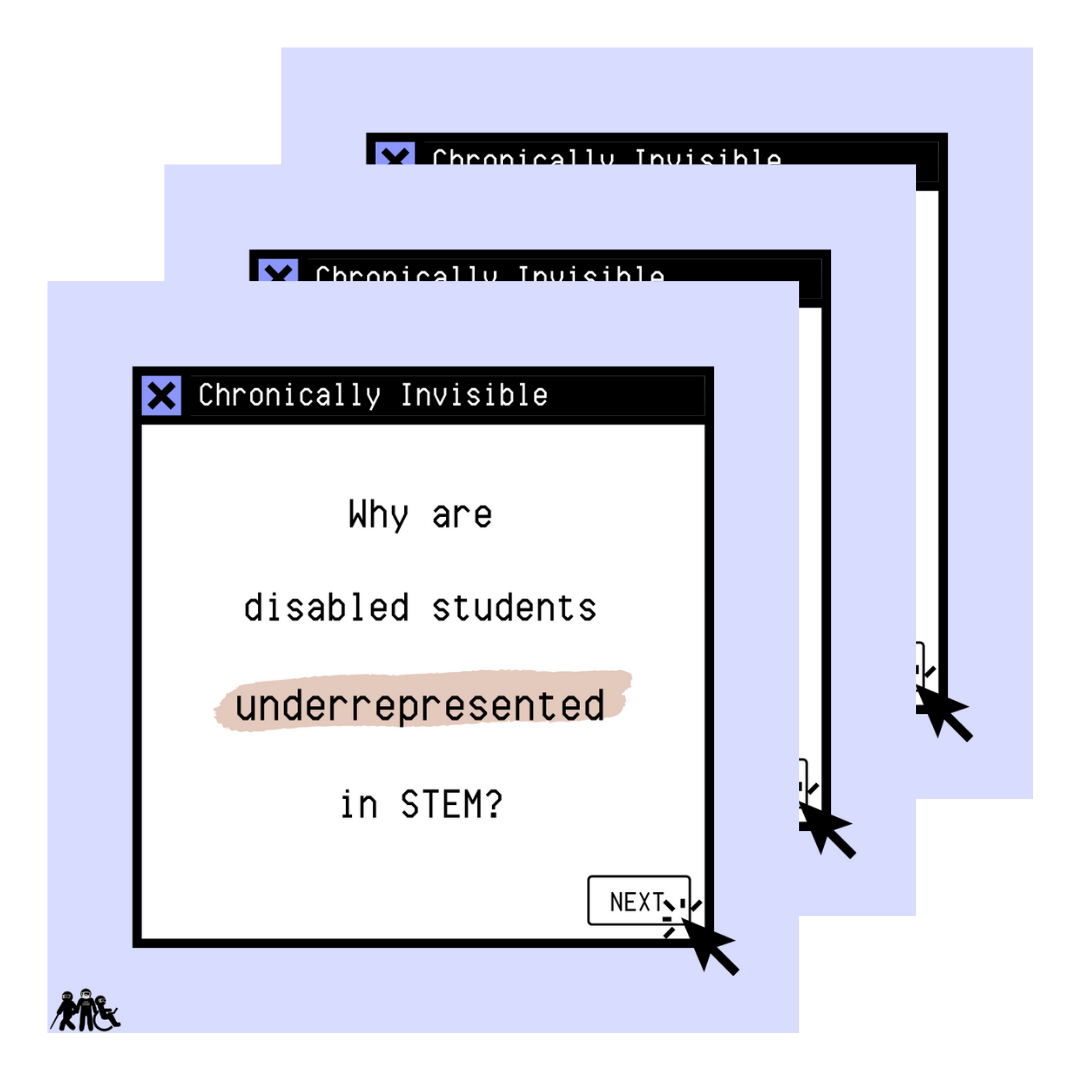 Chronically Invisible
Chronically Invisible
Chronically Invisible
Why are
disabled students
underrepresented
in STEM?
NEXT